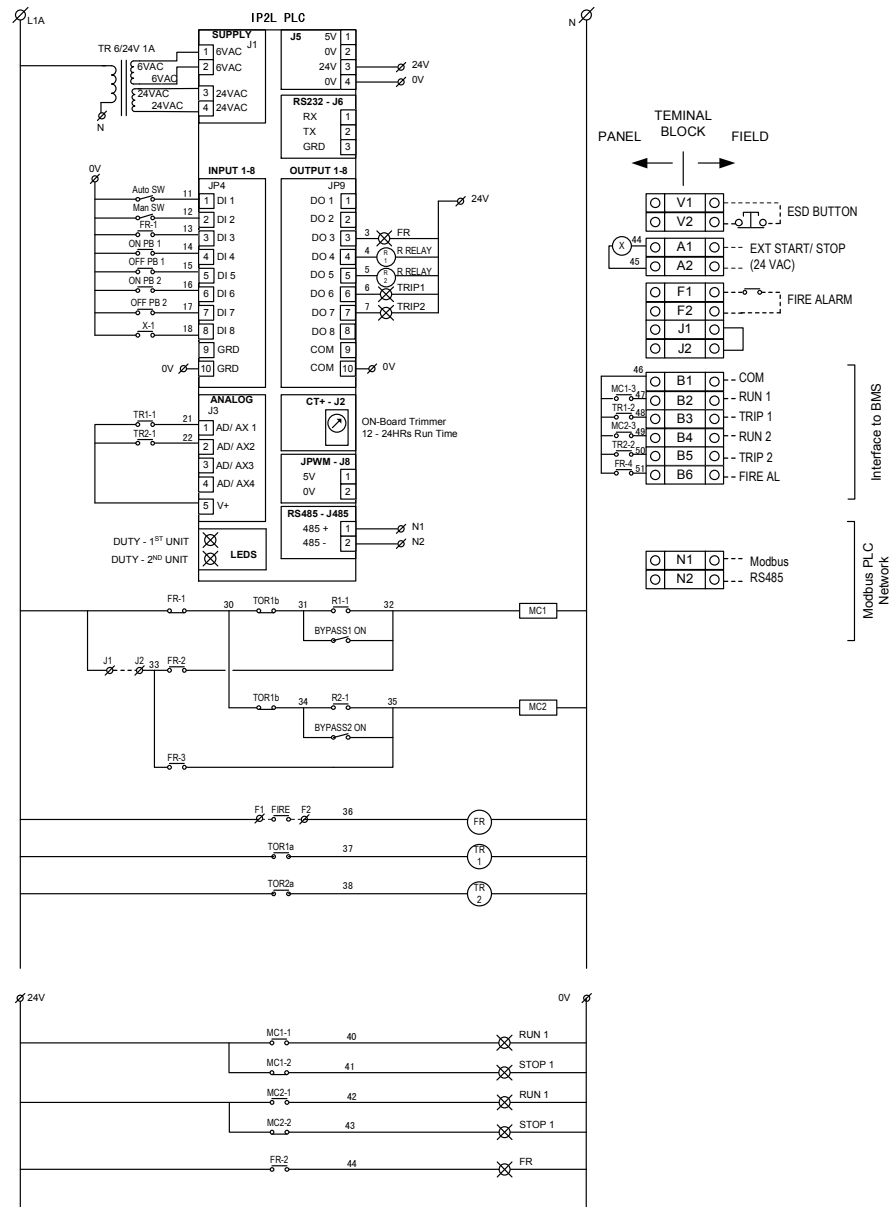 L1A
IP2L PLC
N
SUPPLY
J1
1 6VAC
2 6VAC
3 24VAC
4 24VAC
TR 6/24V 1A
6VAC
6VAC
24VAC
24VAC
N
J5
5V 1
0V 2
24V 3
0V 4
24V
0V
RS232 - J6
RX 1
TX 2
GRD 3
0V
INPUT 1-8
JP4
Auto SW 11 1 DI 1
Man SW 12 2 DI 2
FR-1 13 3 DI 3
ON PB 1 14 4 DI 4
OFF PB 1 15 5 DI 5
ON PB 2 16 6 DI 6
OFF PB 2 17 7 DI 7
X-1 18 8 DI 8
9 GRD
0V 10 GRD
OUTPUT 1-8
JP9
DO 1 1 24V
DO 2 2
DO 3 3 3 FR
DO 4 4 4 R 1 R RELAY
DO 5 5 5 R 2 R RELAY
DO 6 6 6 TRIP1
DO 7 7 7 TRIP2
DO 8 8
COM 9
COM 10 0V
ANALOG
J3
TR1-1 21 1 AD/ AX 1
TR2-1 22 2 AD/ AX2
3 AD/ AX3
4 AD/ AX4
5 V+
CT+ - J2
ON-Board Trimmer
12 - 24HRs Run Time
JPWM - J8
5V 1
0V 2
RS485 - J485
485 + 1 N1
485 - 2 N2
DUTY - 1ST UNIT
DUTY - 2ND UNIT
LEDS
TEMINAL
BLOCK
PANEL
FIELD
V1
V2
ESD BUTTON
X
44 A1
45 A2
EXT START/ STOP
(24 VAC)
F1
F2
FIRE ALARM
J1
J2
46 B1 COM
MC1-3 47 B2 RUN 1
TR1-2 48 B3 TRIP 1
MC2-3 49 B4 RUN 2
TR2-2 50 B5 TRIP 2
FR-4 51 B6 FIRE AL
Interface to BMS
N1 Modbus
N2 RS485
Modbus PLC
Network
FR-1 30 TOR1b 31 R1-1 32 MC1
BYPASS1 ON
J1 J2 33 FR-2
TOR1b 34 R2-1 35 MC2
BYPASS2 ON
FR-3
F1 FIRE F2 36 FR
TOR1a 37 TR 1
TOR2a 38 TR 2
24V
0V
MC1-1 40 RUN 1
MC1-2 41 STOP 1
MC2-1 42 RUN 1
MC2-2 43 STOP 1
FR-2 44 FR